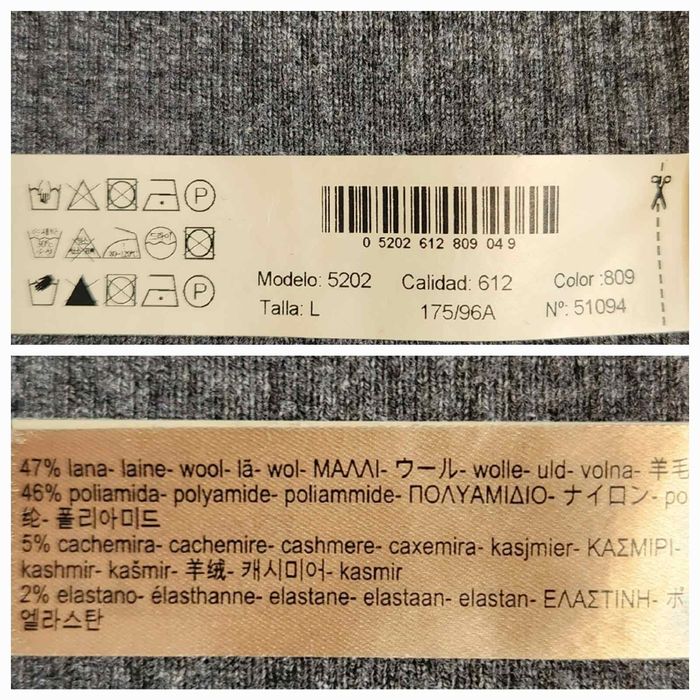 P
0 5202 612 809 04 9
P
Modelo: 5202 Calidad: 612 Color :809
Talla: L 175/96A Nº: 51094
47% lana- laine- wool- lã- wol- ΜΑΛΛΙ- ウール- wolle- uld- volna- 羊毛
46% poliamida- polyamide- poliammide- ΠΟΛΥΑΜΙΔΙΟ- ナイロン- po
纶- 폴리아미드
5% cachemira- cachemire- cashmere- caxemira- kasjmier- ΚΑΣΜΙΡΙ-
kashmir- kašmir- 羊绒- 캐시미어- kasmir
2% elastano- élasthanne- elastane- elastaan- elastan- ΕΛΑΣΤΙΝΗ- ポ
엘라스탄